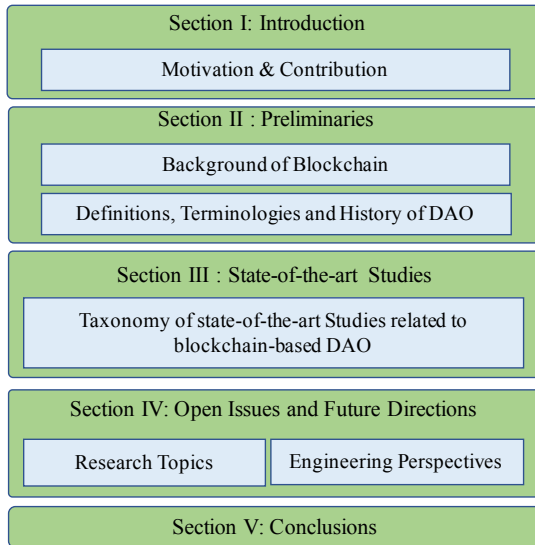 Section I: Introduction
Motivation & Contribution
Section II : Preliminaries
Background of Blockchain
Definitions, Terminologies and History of DAO
Section III : State-of-the-art Studies
Taxonomy of state-of-the-art Studies related to
blockchain-based DAO
Section IV: Open Issues and Future Directions
Research Topics
Engineering Perspectives
Section V: Conclusions